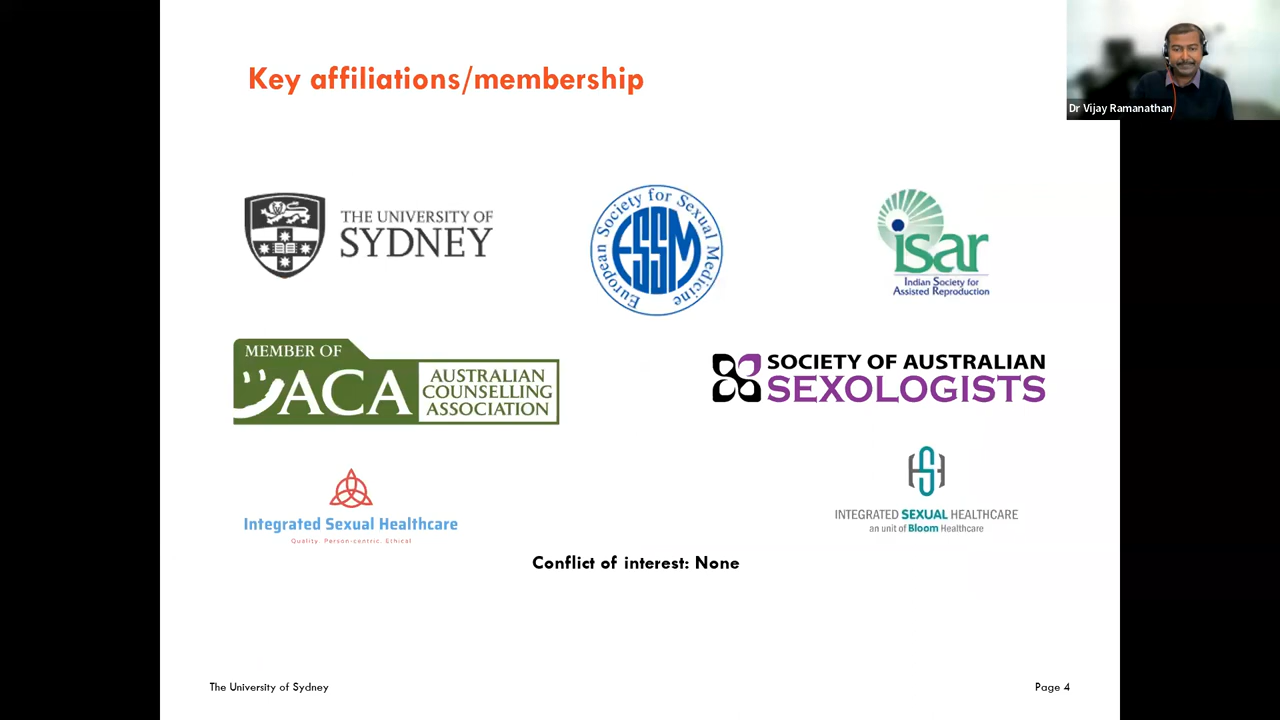 Key affiliations/membership
Dr Vijay Ramanathan
THE UNIVERSITY OF
SYDNEY
European Society for Sexual Medicine
ESSM
isar
Indian Society for
Assisted Reproduction
MEMBER OF
ACA
AUSTRALIAN
COUNSELLING
ASSOCIATION
SOCIETY OF AUSTRALIAN
SEXOLOGISTS
Integrated Sexual Healthcare
Quality. Person-centric. Ethical
INTEGRATED SEXUAL HEALTHCARE
an unit of Bloom Healthcare
Conflict of interest: None
The University of Sydney
Page 4